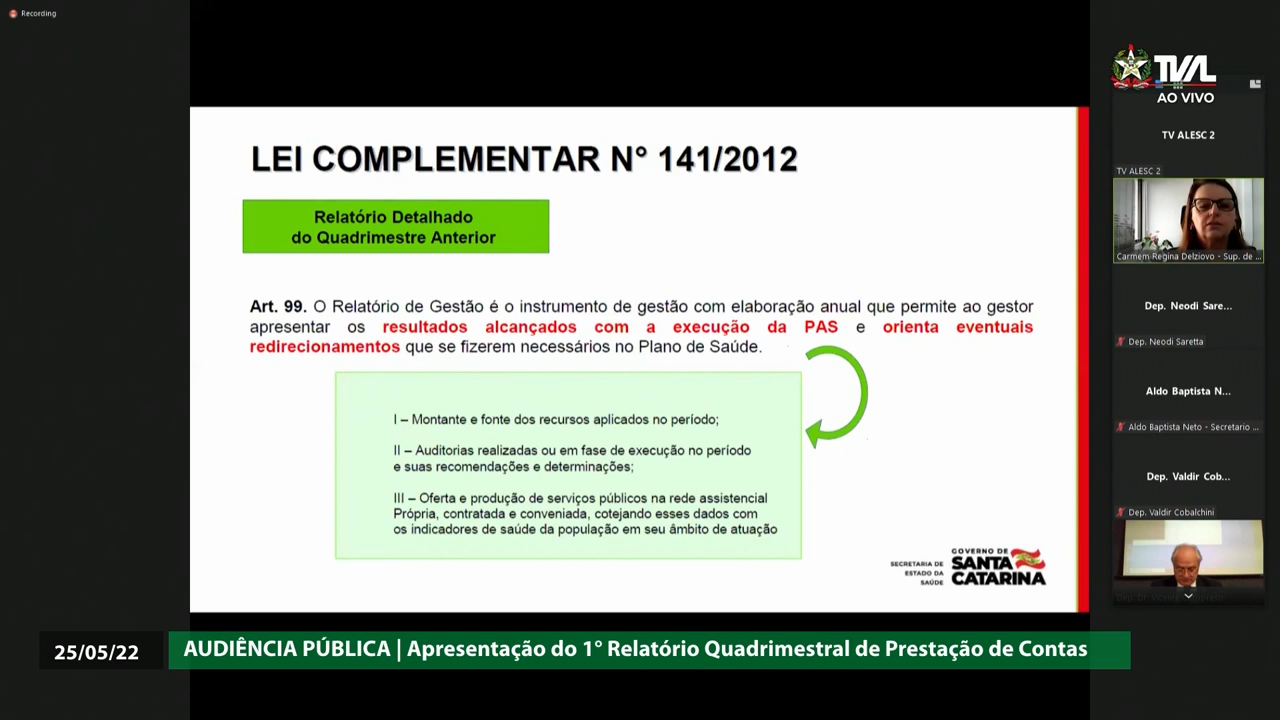 Recording
LEI COMPLEMENTAR N° 141/2012
Relatório Detalhado
do Quadrimestre Anterior
Art. 99. O Relatório de Gestão é o instrumento de gestão com elaboração anual que permite ao gestor
apresentar os resultados alcançados com a execução da PAS e orienta eventuais
redirecionamentos que se fizerem necessários no Plano de Saúde.
I – Montante e fonte dos recursos aplicados no período;
II – Auditorias realizadas ou em fase de execução no período
e suas recomendações e determinações;
III – Oferta e produção de serviços públicos na rede assistencial
Própria, contratada e conveniada, cotejando esses dados com
os indicadores de saúde da população em seu âmbito de atuação
SECRETARIA DE
ESTADO DA
SAÚDE
GOVERNO DE
SANTA
CATARINA
TVAL
AO VIVO
TV ALESC 2
TV ALESC 2
Carmem Regina Delziovo - Sup. de ...
Dep. Neodi Sare...
Dep. Neodi Saretta
Aldo Baptista N...
Aldo Baptista Neto - Secretario ...
Dep. Valdir Cob...
Dep. Valdir Cobalchini
25/05/22
AUDIÊNCIA PÚBLICA | Apresentação do 1° Relatório Quadrimestral de Prestação de Contas